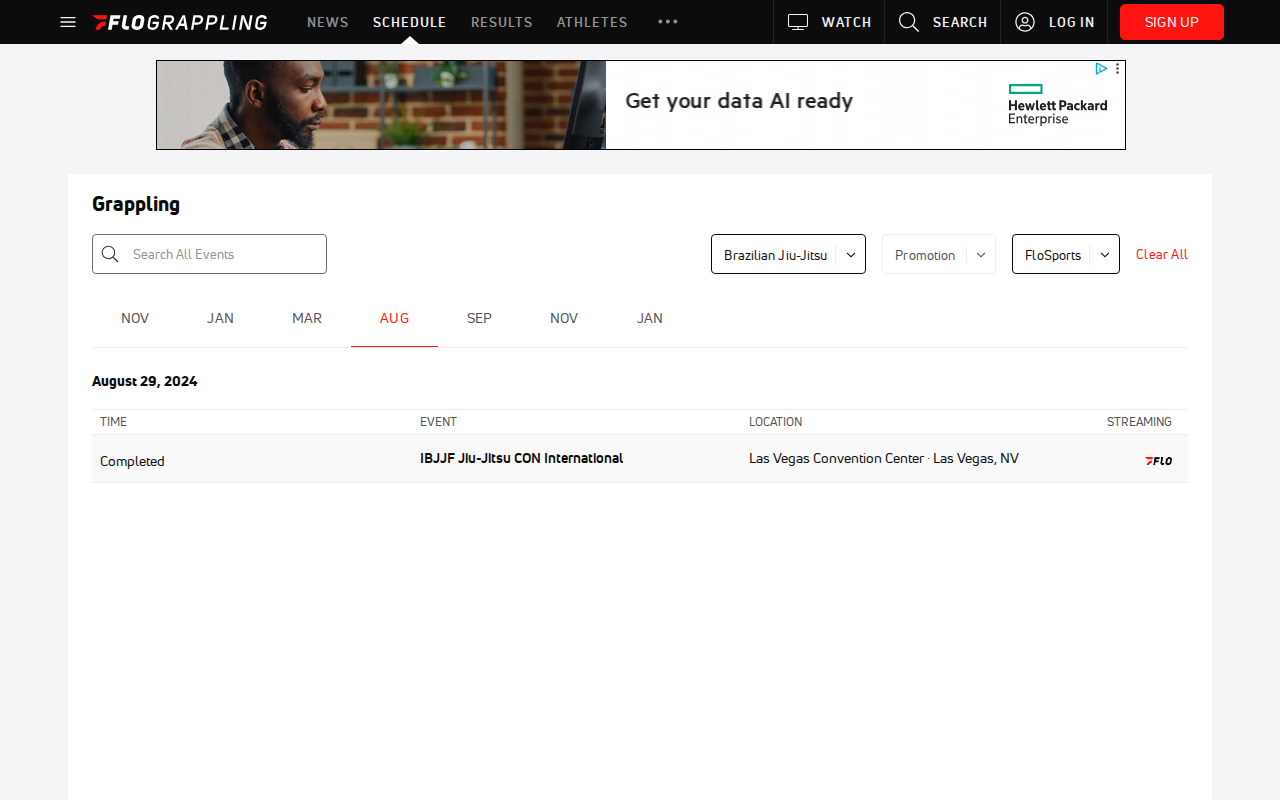 FLOGRAPPLING NEWS SCHEDULE RESULTS ATHLETES WATCH SEARCH LOG IN SIGN UP
Get your data AI ready
Hewlett Packard
Enterprise
Grappling
Search All Events Brazilian Jiu-Jitsu Promotion FloSports Clear All
NOV JAN MAR AUG SEP NOV JAN
August 29, 2024
TIME EVENT LOCATION STREAMING
Completed IBJJF Jiu-Jitsu CON International Las Vegas Convention Center · Las Vegas, NV FLO